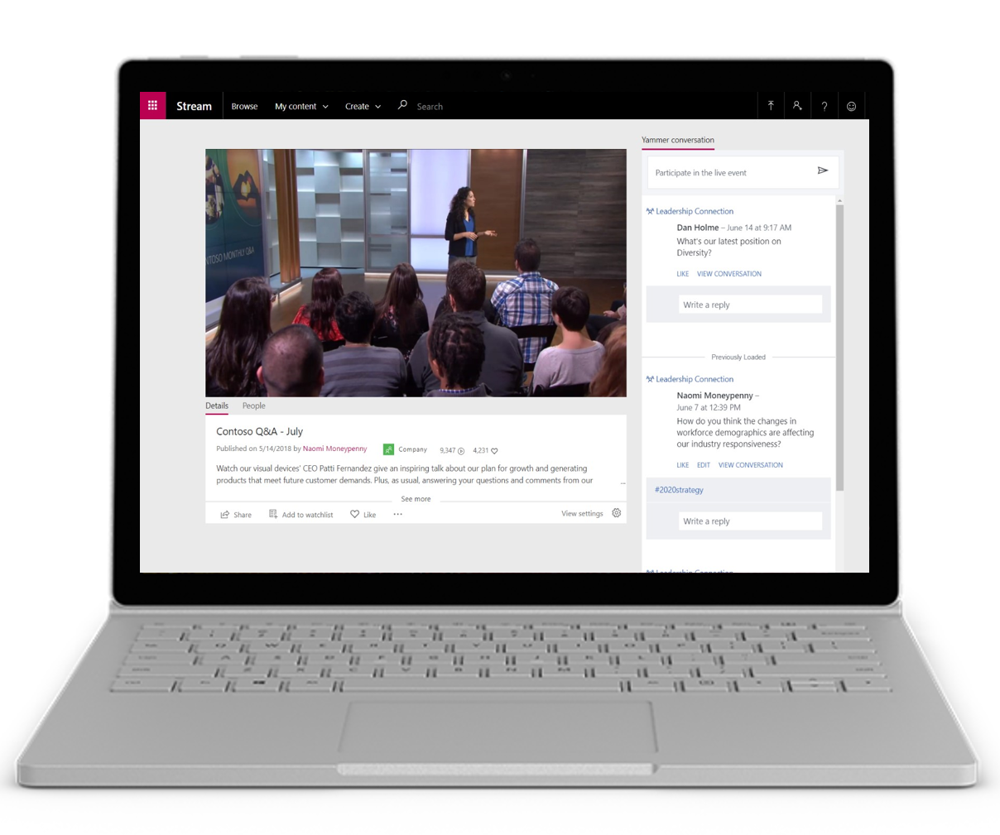 Stream
Browse
My content
Create
Search
?
CONTOSO MONTHLY Q&A
Details
People
Contoso Q&A - July
Published on 5/14/2018 by Naomi Moneypenny
Company
9,347
4,231
Watch our visual devices' CEO Patti Fernandez give an inspiring talk about our plan for growth and generating
products that meet future customer demands. Plus, as usual, answering your questions and comments from our
...
See more
Share
Add to watchlist
Like
...
View settings
Yammer conversation
Participate in the live event
Leadership Connection
Dan Holme – June 14 at 9:17 AM
What's our latest position on
Diversity?
LIKE VIEW CONVERSATION
Write a reply
Previously Loaded
Leadership Connection
Naomi Moneypenny –
June 7 at 12:39 PM
How do you think the changes in
workforce demographics are affecting
our industry responsiveness?
LIKE EDIT VIEW CONVERSATION
#2020strategy
Write a reply
Leadership Connection